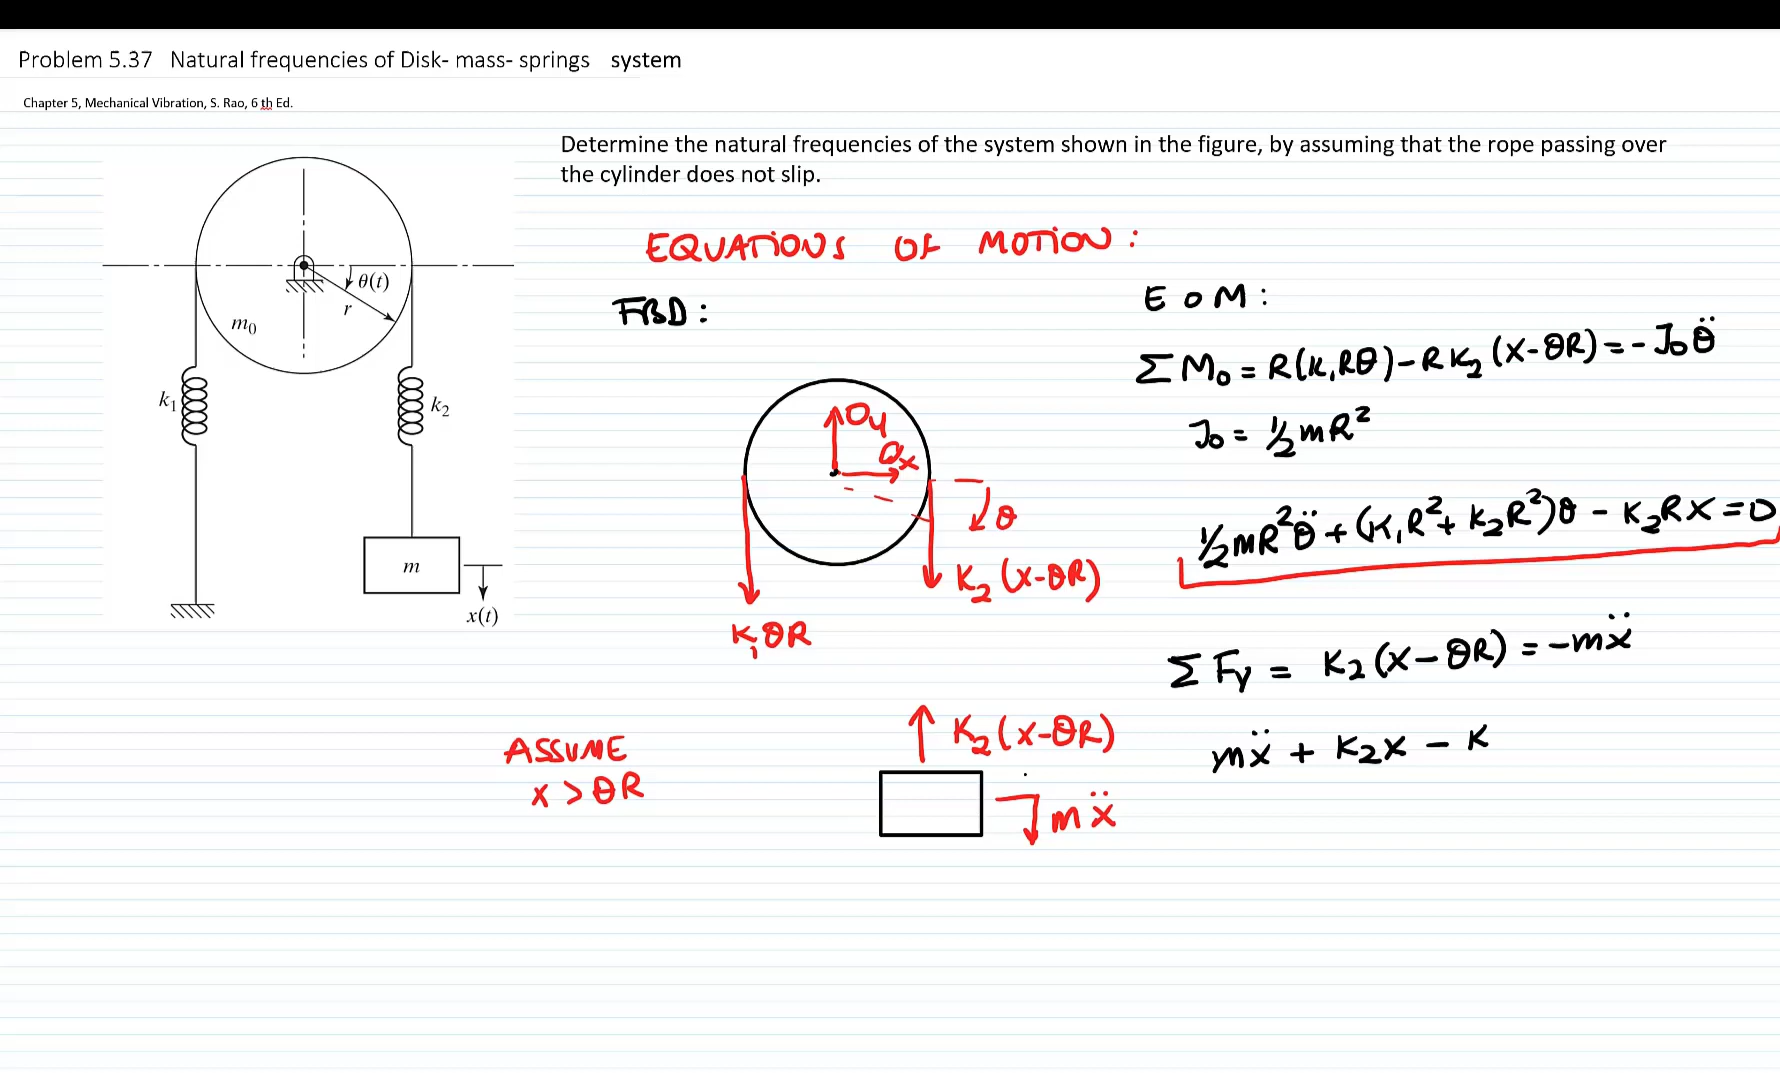 Problem 5.37 Natural frequencies of Disk- mass- springs system
Chapter 5, Mechanical Vibration, S. Rao, 6 th Ed.
Determine the natural frequencies of the system shown in the figure, by assuming that the rope passing over
the cylinder does not slip.
EQUATIONS OF MOTION :
FBD :
E O M :
θ(t)
r
m₀
k₁
k₂
m
x(t)
Oy
Ox
θ
K₂ (X-θR)
K₁θR
ΣM₀ = R(K₁Rθ)-RK₂ (X-θR)=-J₀θ̈
J₀ = ½mR²
½mR²θ̈+(K₁R²+K₂R²)θ - K₂RX=0
ΣFy = K₂(X-θR) = -mẍ
mẍ + K₂X - K
ASSUME
X > θR
K₂(X-θR)
mẍ